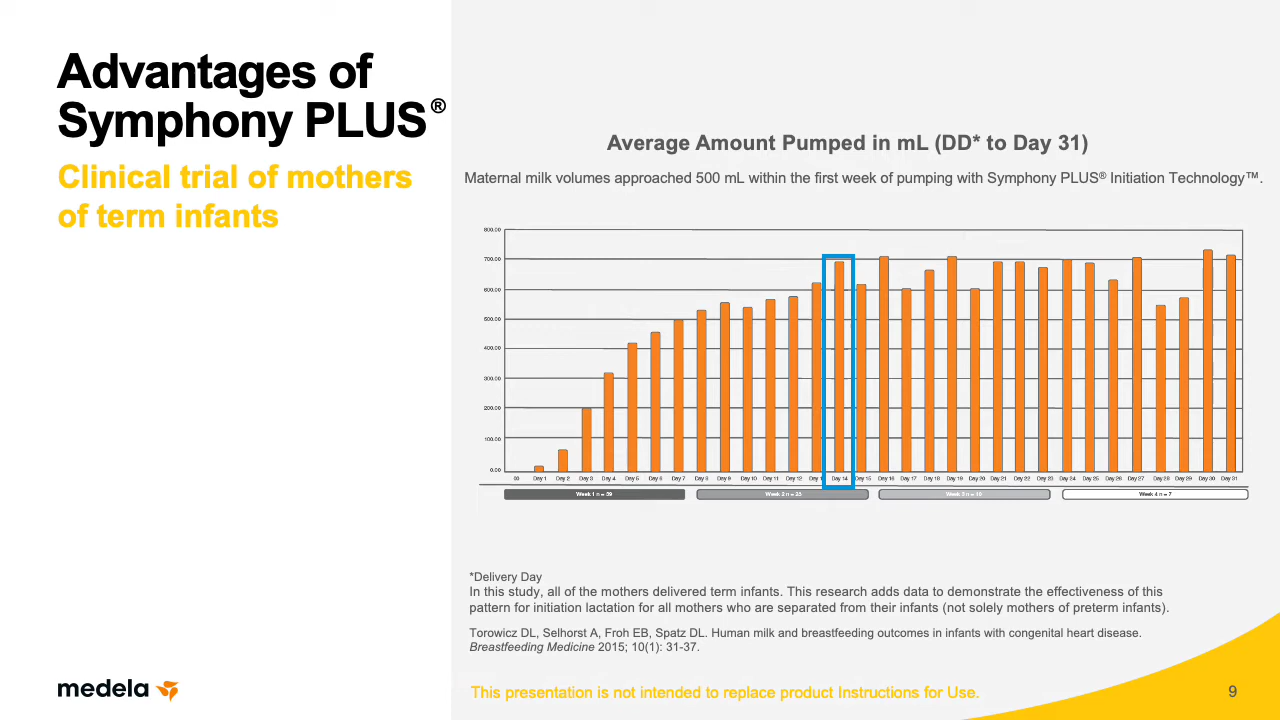 Advantages of
Symphony PLUS®
Clinical trial of mothers
of term infants
Average Amount Pumped in mL (DD* to Day 31)
Maternal milk volumes approached 500 mL within the first week of pumping with Symphony PLUS® Initiation Technology™.
800.00
700.00
600.00
500.00
400.00
300.00
200.00
100.00
0.00
Day 1 Day 2 Day 3 Day 4 Day 5 Day 6 Day 7 Day 8 Day 9 Day 10 Day 11 Day 12 Day 14 Day 15 Day 16 Day 17 Day 18 Day 19 Day 20 Day 21 Day 22 Day 23 Day 24 Day 25 Day 26 Day 27 Day 28 Day 29 Day 30 Day 31
Week 1 n = 39 Week 2 n = 23 Week 4 n = 7
*Delivery Day
In this study, all of the mothers delivered term infants. This research adds data to demonstrate the effectiveness of this
pattern for initiation lactation for all mothers who are separated from their infants (not solely mothers of preterm infants).
Torowicz DL, Selhorst A, Froh EB, Spatz DL. Human milk and breastfeeding outcomes in infants with congenital heart disease.
Breastfeeding Medicine 2015; 10(1): 31-37.
medela
This presentation is not intended to replace product Instructions for Use.
9